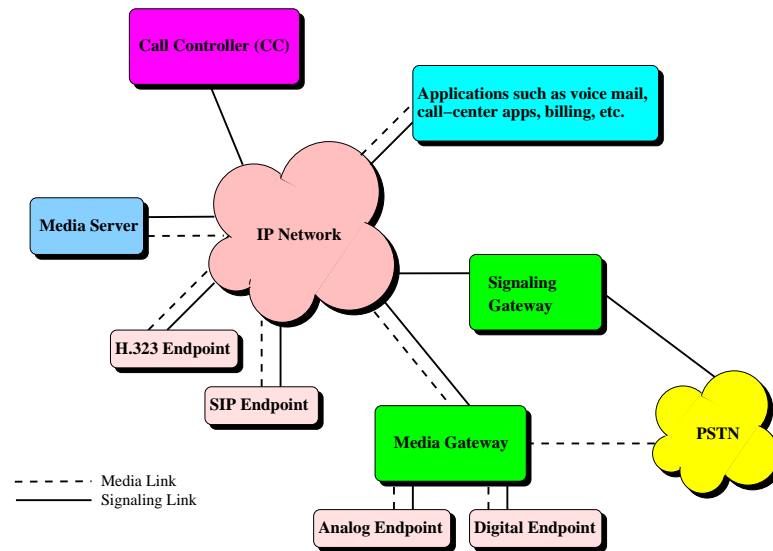 Call Controller (CC)
Applications such as voice mail,
call−center apps, billing, etc.
Media Server
IP Network
Signaling
Gateway
H.323 Endpoint
SIP Endpoint
Media Gateway
PSTN
Media Link
Signaling Link
Analog Endpoint
Digital Endpoint